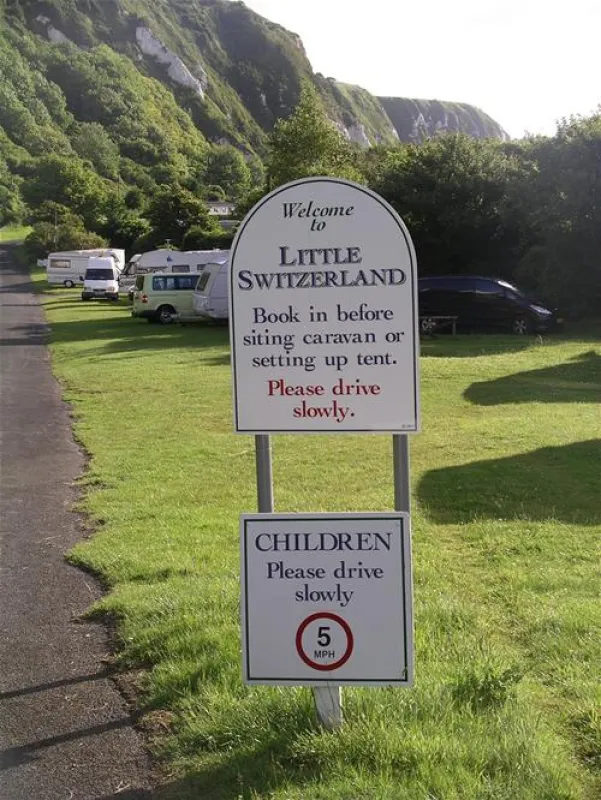 Welcome
to
LITTLE
SWITZERLAND
Book in before
siting caravan or
setting up tent.
Please drive
slowly.
CHILDREN
Please drive
slowly
5
MPH